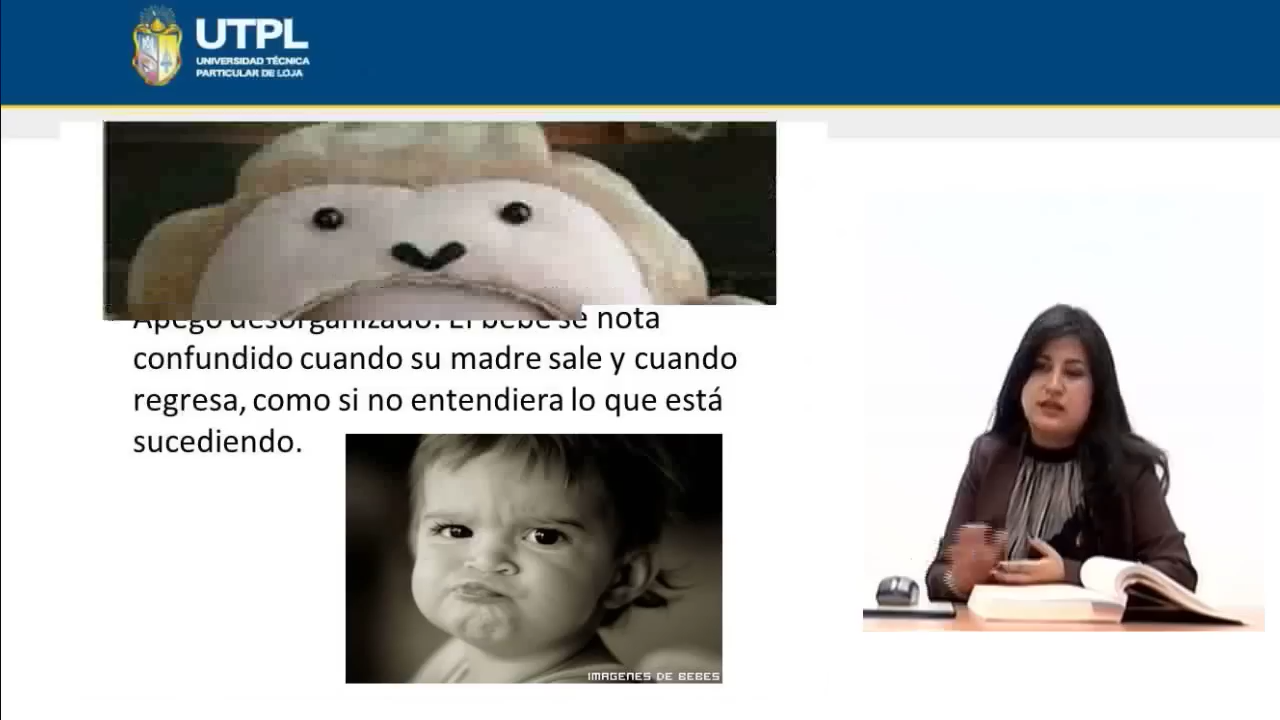 UTPL
UNIVERSIDAD TÉCNICA
PARTICULAR DE LOJA
Apego desorganizado. El bebé se nota
confundido cuando su madre sale y cuando
regresa, como si no entendiera lo que está
sucediendo.
IMAGENES DE BEBES